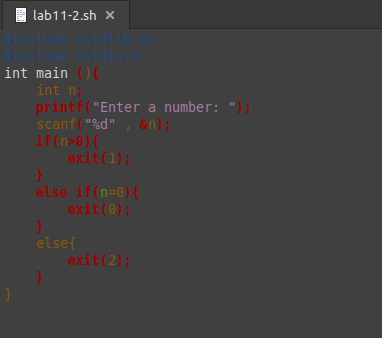 lab11-2.sh
#include <stdlib.h>
#include <stdio.h>
int main (){
    int n;
    printf("Enter a number: ");
    scanf("%d" , &n);
    if(n>0){
        exit(1);
    }
    else if(n=0){
        exit(0);
    }
    else{
        exit(2);
    }
}